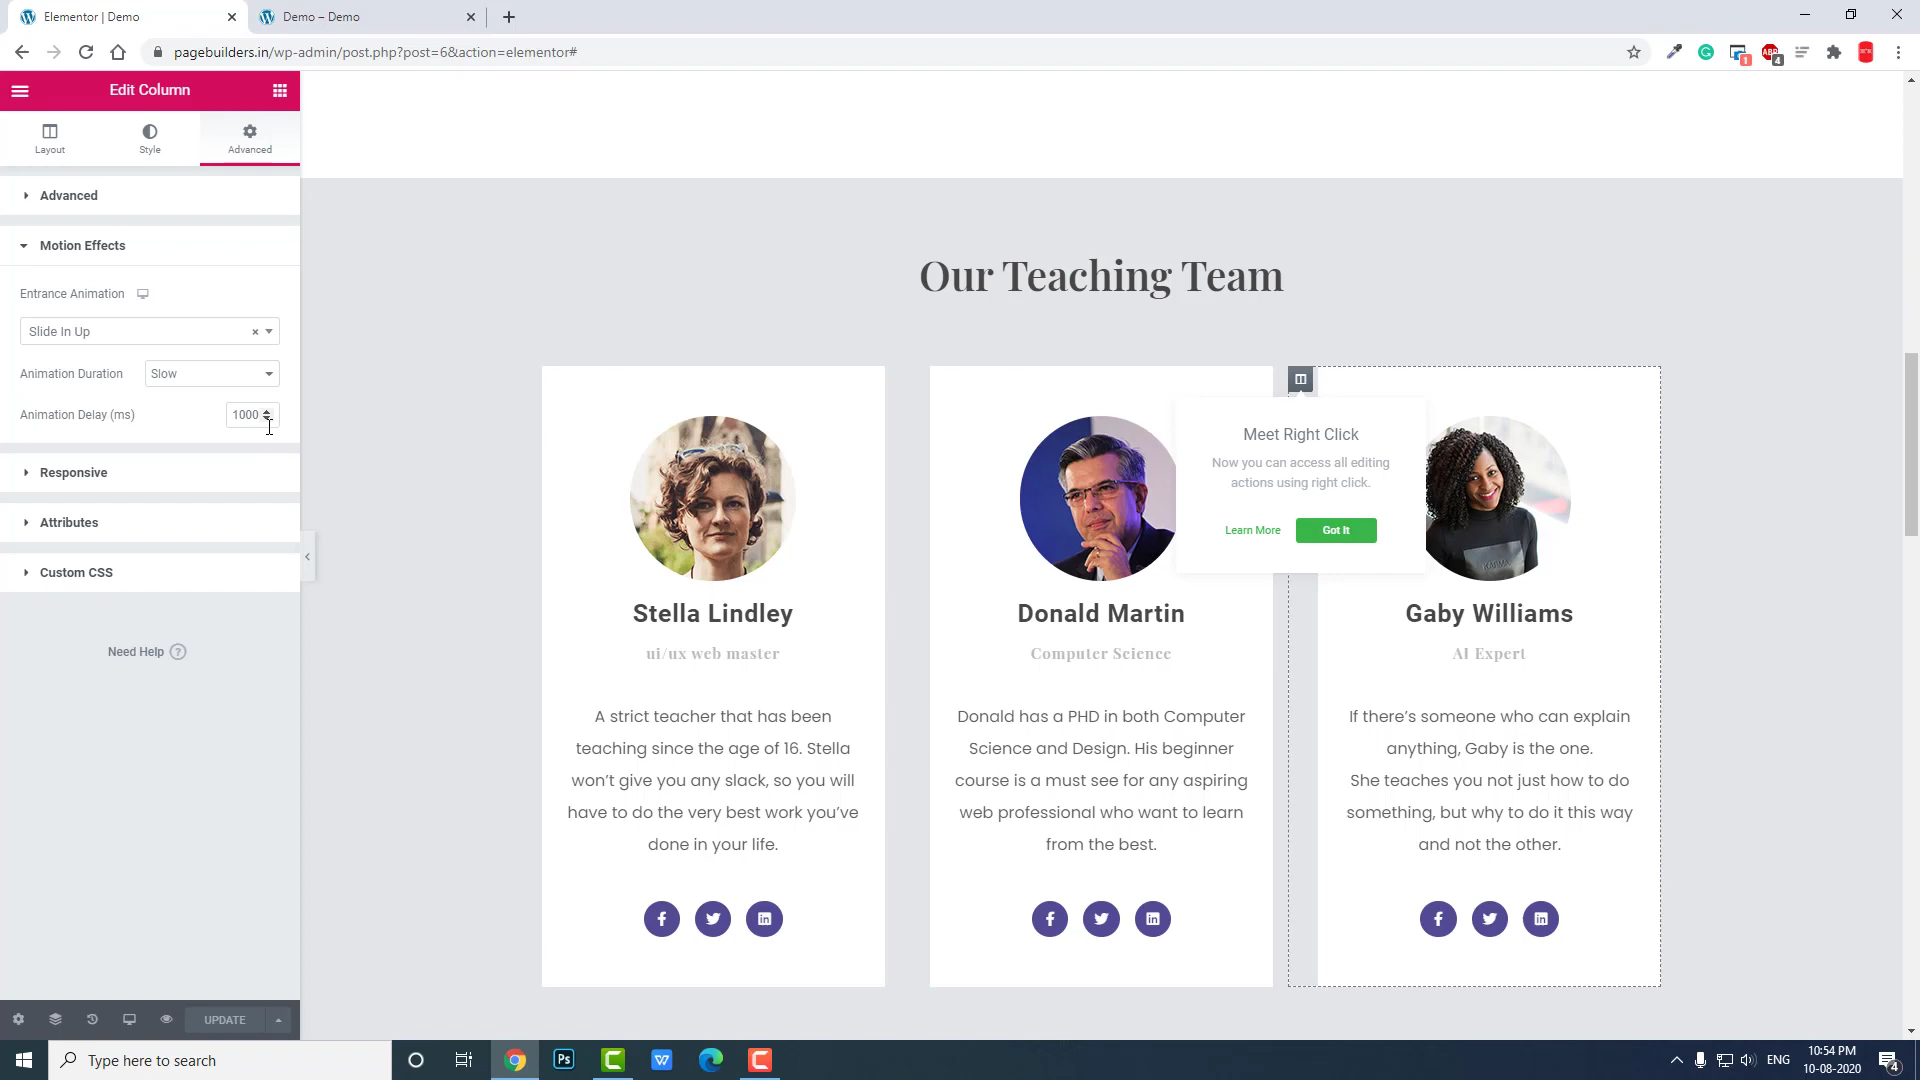 Elementor | Demo
Demo – Demo
pagebuilders.in/wp-admin/post.php?post=6&action=elementor#
1
ABP
4
Edit Column
Layout
Style
Advanced
Advanced
Motion Effects
Entrance Animation
Slide In Up
Animation Duration
Slow
Animation Delay (ms)
1000
Responsive
Attributes
Custom CSS
Need Help ?
UPDATE
Our Teaching Team
Meet Right Click
Now you can access all editing
actions using right click.
Learn More
Got It
Stella Lindley
ui/ux web master
A strict teacher that has been
teaching since the age of 16. Stella
won’t give you any slack, so you will
have to do the very best work you’ve
done in your life.
Donald Martin
Computer Science
Donald has a PHD in both Computer
Science and Design. His beginner
course is a must see for any aspiring
web professional who want to learn
from the best.
KARMA
Gaby Williams
AI Expert
If there’s someone who can explain
anything, Gaby is the one.
She teaches you not just how to do
something, but why to do it this way
and not the other.
Type here to search
Ps
ENG
10:54 PM
10-08-2020
4